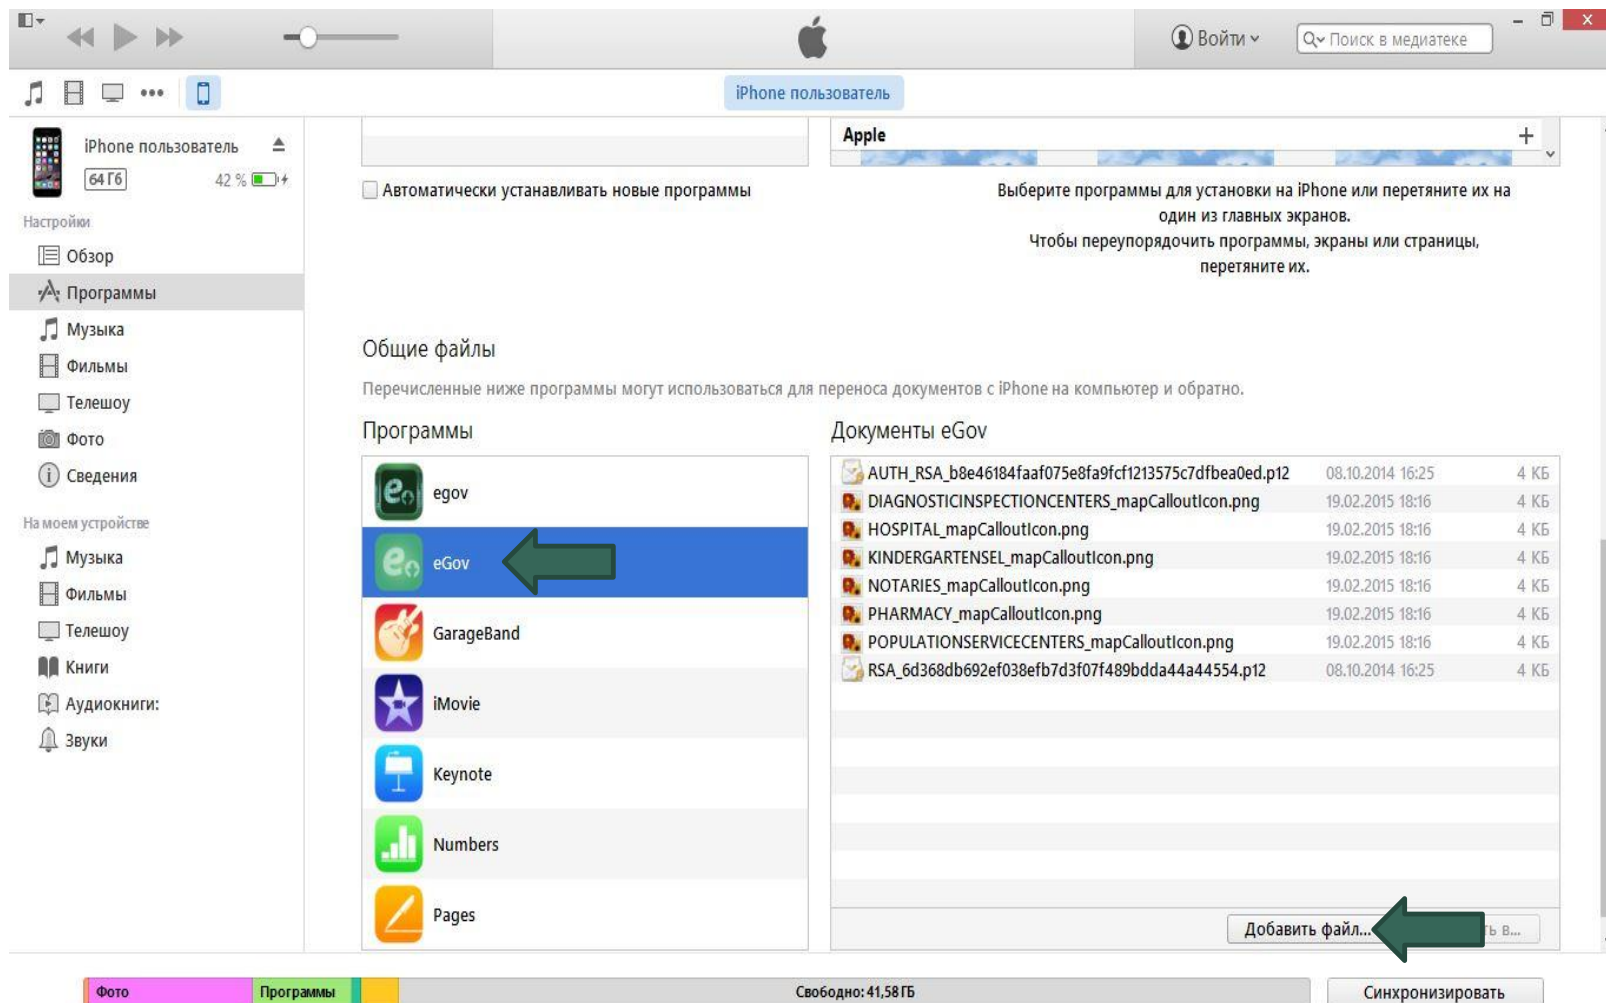 Войти
Поиск в медиатеке
iPhone пользователь
iPhone пользователь
64 Гб
42 %
Настройки
Обзор
Программы
Музыка
Фильмы
Телешоу
Фото
Сведения
На моем устройстве
Музыка
Фильмы
Телешоу
Книги
Аудиокниги:
Звуки
Apple
Автоматически устанавливать новые программы
Выберите программы для установки на iPhone или перетяните их на
один из главных экранов.
Чтобы переупорядочить программы, экраны или страницы,
перетяните их.
Общие файлы
Перечисленные ниже программы могут использоваться для переноса документов с iPhone на компьютер и обратно.
Программы
egov
eGov
GarageBand
iMovie
Keynote
Numbers
Pages
Документы eGov
AUTH_RSA_b8e46184faaf075e8fa9fcf1213575c7dfbea0ed.p12 08.10.2014 16:25 4 КБ
DIAGNOSTICINSPECTIONCENTERS_mapCalloutIcon.png 19.02.2015 18:16 4 КБ
HOSPITAL_mapCalloutIcon.png 19.02.2015 18:16 4 КБ
KINDERGARTENSEL_mapCalloutIcon.png 19.02.2015 18:16 4 КБ
NOTARIES_mapCalloutIcon.png 19.02.2015 18:16 4 КБ
PHARMACY_mapCalloutIcon.png 19.02.2015 18:16 4 КБ
POPULATIONSERVICECENTERS_mapCalloutIcon.png 19.02.2015 18:16 4 КБ
RSA_6d368db692ef038efb7d3f07f489bdda44a44554.p12 08.10.2014 16:25 4 КБ
Добавить файл...
в...
Фото
Программы
Свободно: 41,58 ГБ
Синхронизировать